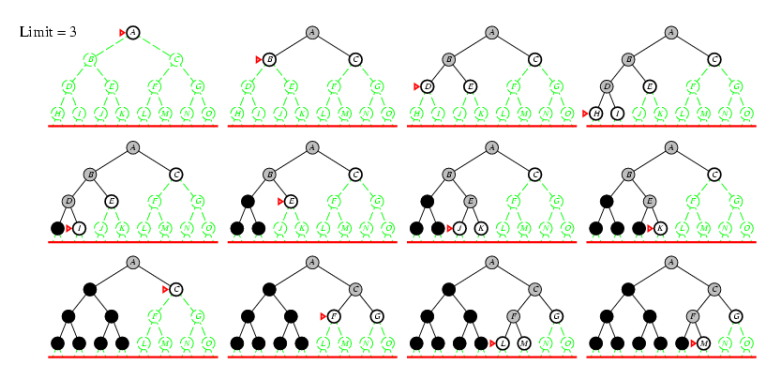 Limit = 3 A A A A
B C B C B C B C
D E F G D E F G D E F G D E F G
H I J K L M N O H I J K L M N O H I J K L M N O H I J K L M N O
A A A A
B C B C B C B C
D E F G E F G E F G E F G
I J K L M N O J K L M N O J K L M N O K L M N O
A A A A
C C C C
F G F G F G F G
L M N O L M N O L M N O M N O